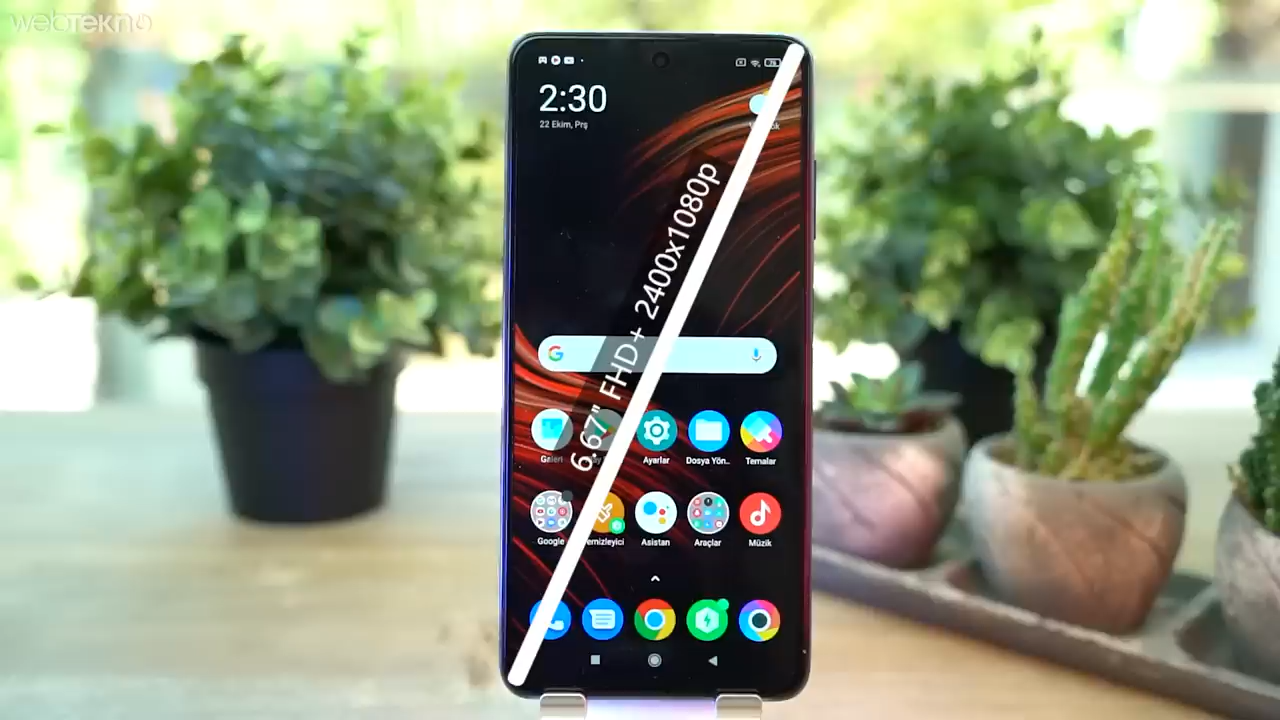 webtekno
2:30
22 Ekim, Prş
6.67" FHD+ 2400x1080p
Galeri
Ayarlar
Dosya Yön..
Temalar
Google
emizleyici
Asistan
Araçlar
Müzik